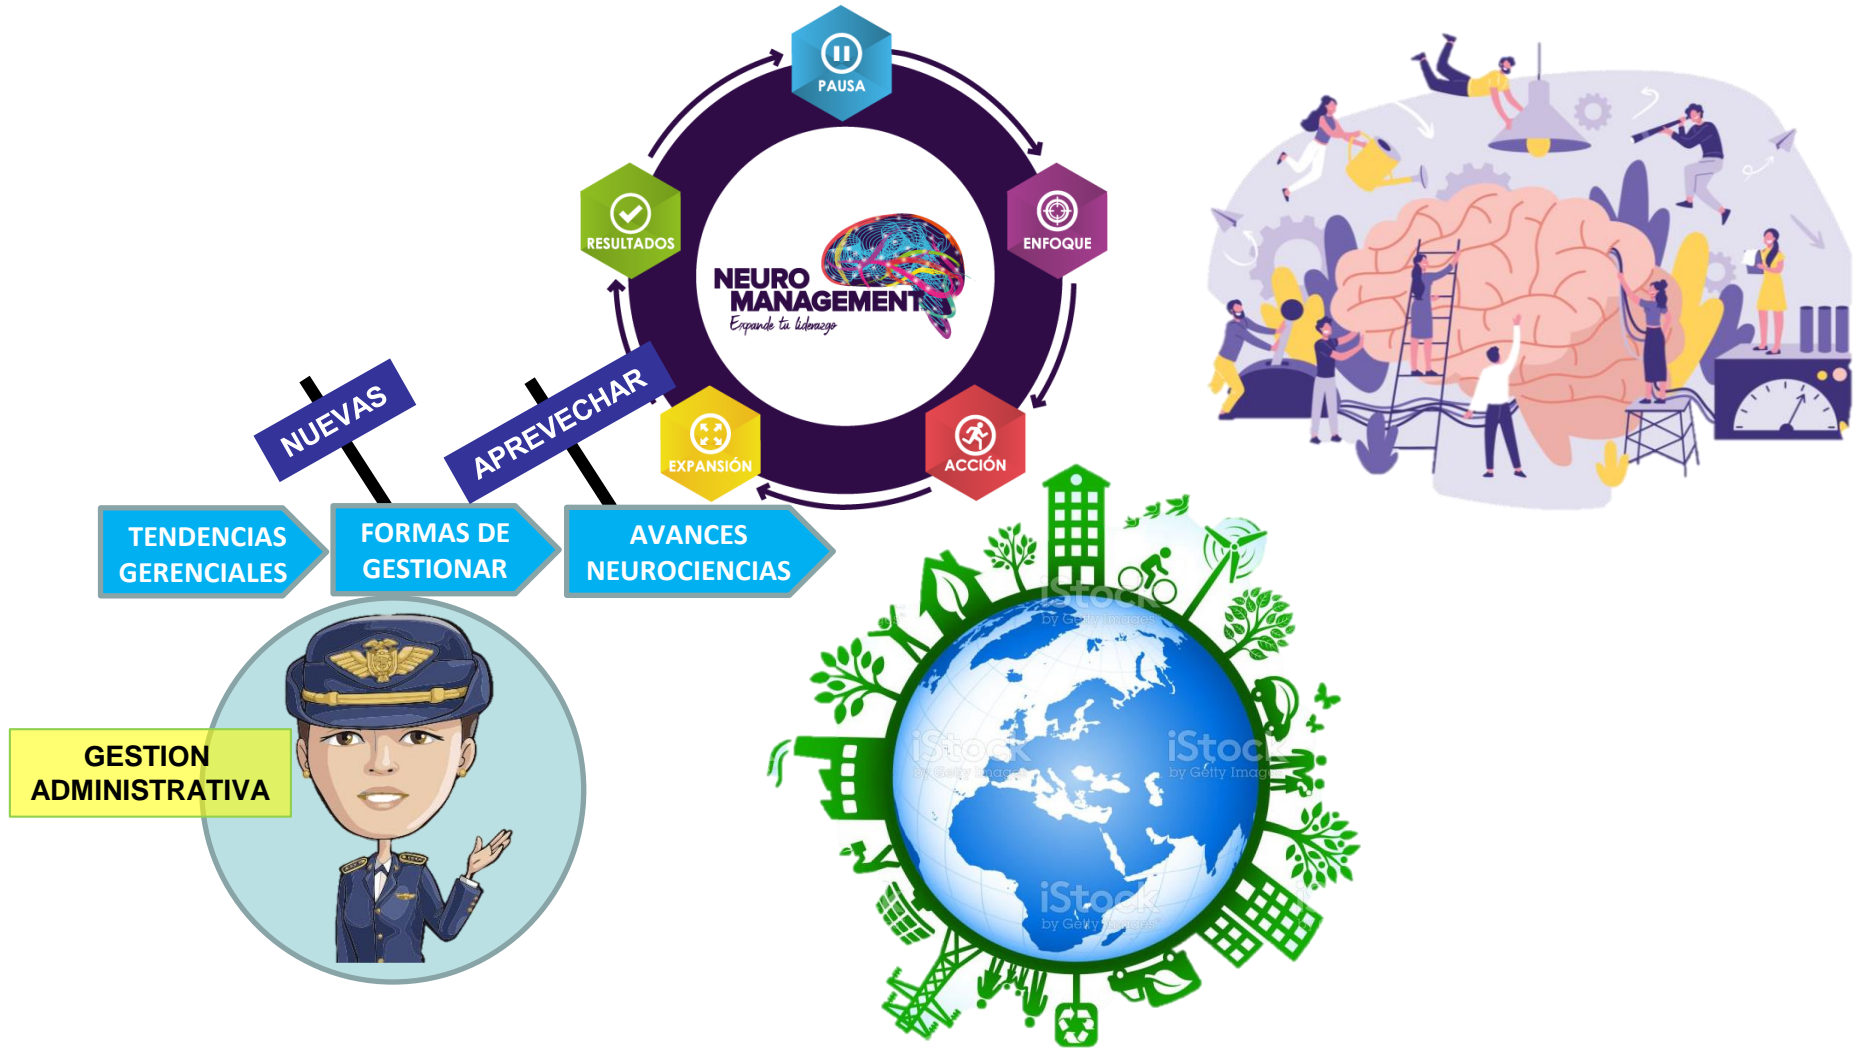 PAUSA
ENFOQUE
ACCIÓN
EXPANSIÓN
RESULTADOS
NEURO
MANAGEMENT
Expande tu liderazgo
NUEVAS
APREVECHAR
TENDENCIAS
GERENCIALES
FORMAS DE
GESTIONAR
AVANCES
NEUROCIENCIAS
GESTION
ADMINISTRATIVA
iStock
by Getty Images
iStock
by Getty Images
iStock
by Getty Images
iStock
by Getty Images